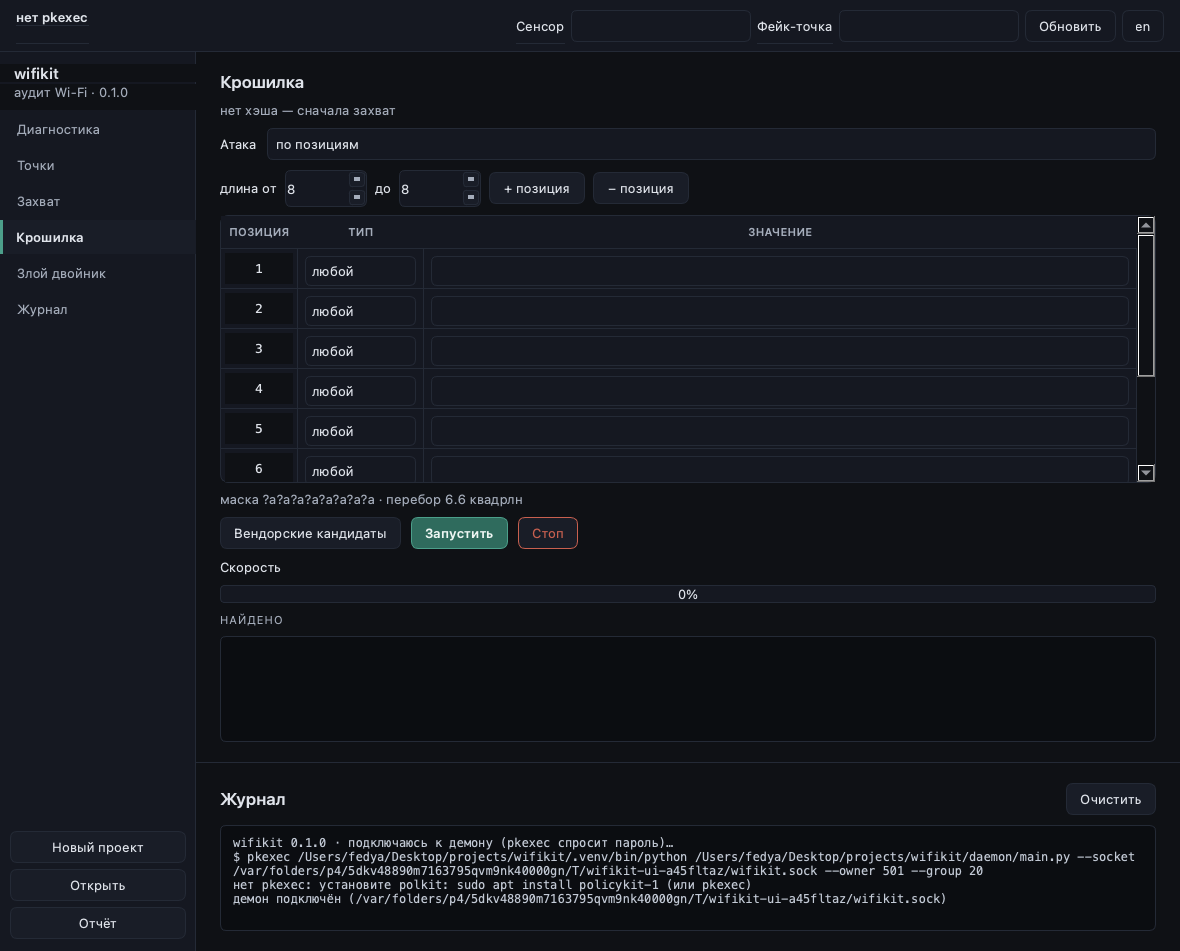 нет pkexec
Сенсор
Фейк-точка
Обновить
en
wifikit
аудит Wi-Fi · 0.1.0
Диагностика
Точки
Захват
Крошилка
Злой двойник
Журнал
Новый проект
Открыть
Отчёт
Крошилка
нет хэша — сначала захват
Атака по позициям
длина от 8 до 8 + позиция − позиция
ПОЗИЦИЯ ТИП ЗНАЧЕНИЕ
1 любой
2 любой
3 любой
4 любой
5 любой
6 любой
маска ?a?a?a?a?a?a?a?a · перебор 6.6 квадрлн
Вендорские кандидаты Запустить Стоп
Скорость
0%
НАЙДЕНО
Журнал
Очистить
wifikit 0.1.0 · подключаюсь к демону (pkexec спросит пароль)…
$ pkexec /Users/fedya/Desktop/projects/wifikit/.venv/bin/python /Users/fedya/Desktop/projects/wifikit/daemon/main.py --socket
/var/folders/p4/5dkv48890m7163795qvm9nk40000gn/T/wifikit-ui-a45fltaz/wifikit.sock --owner 501 --group 20
нет pkexec: установите polkit: sudo apt install policykit-1 (или pkexec)
демон подключён (/var/folders/p4/5dkv48890m7163795qvm9nk40000gn/T/wifikit-ui-a45fltaz/wifikit.sock)